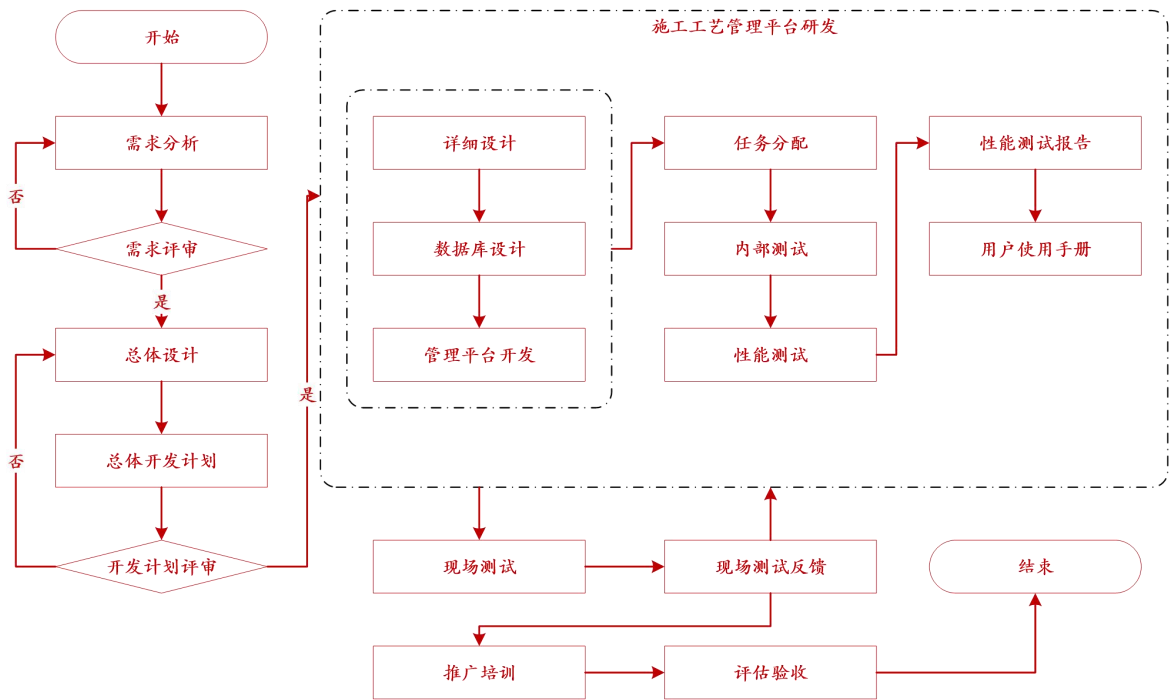 开始
需求分析
否
需求评审
是
总体设计
否
总体开发计划
开发计划评审
是
施工工艺管理平台研发
详细设计
数据库设计
管理平台开发
任务分配
内部测试
性能测试
性能测试报告
用户使用手册
现场测试
现场测试反馈
推广培训
评估验收
结束